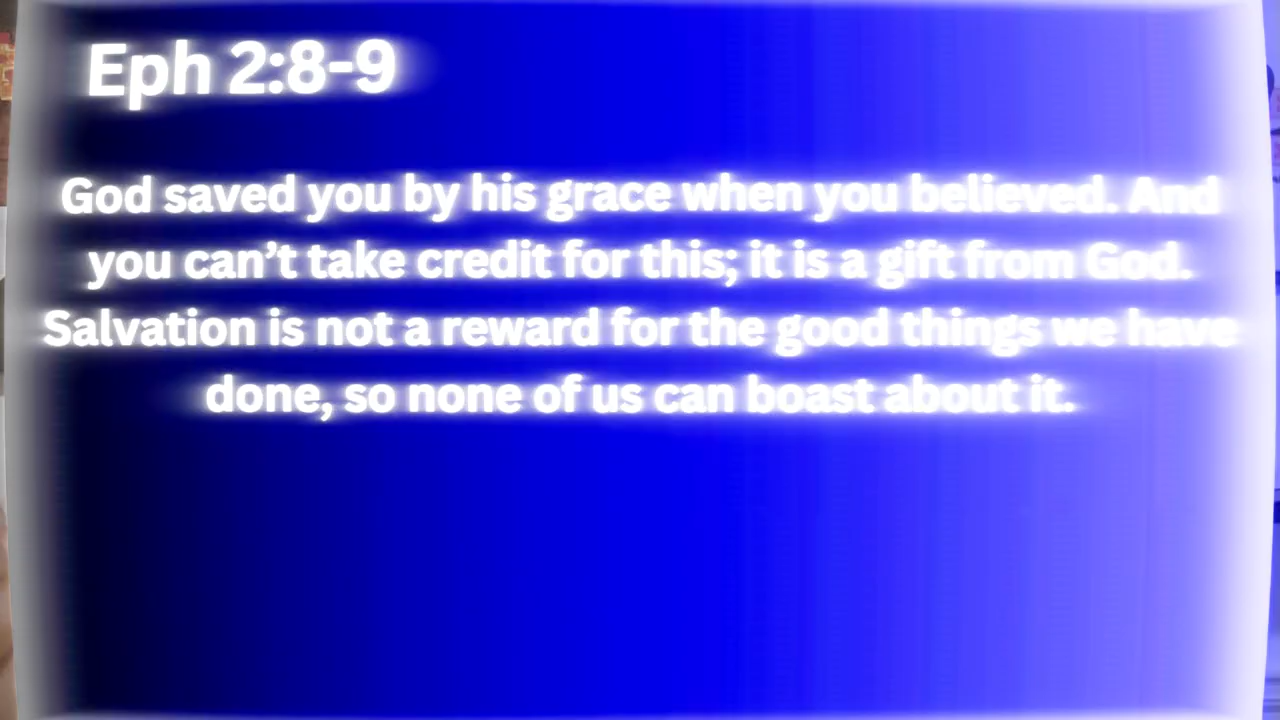 Eph 2:8-9
God saved you by his grace when you believed. And
you can’t take credit for this; it is a gift from God.
Salvation is not a reward for the good things we have
done, so none of us can boast about it.